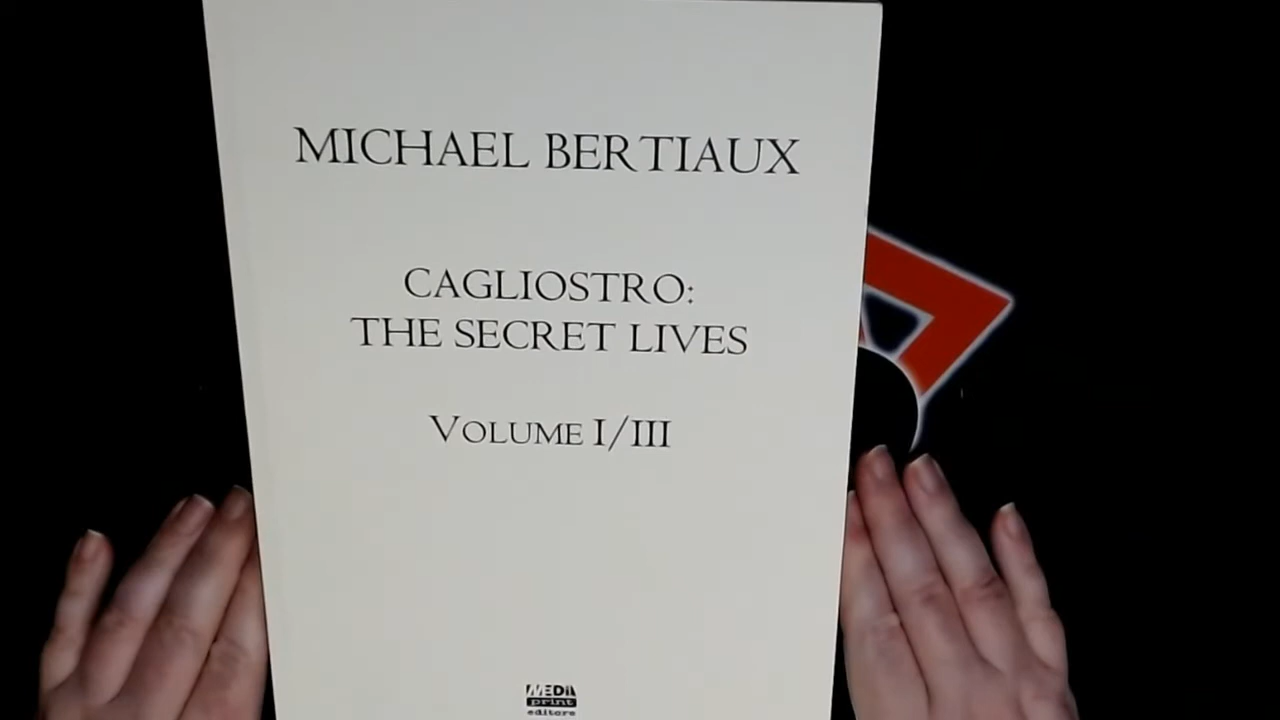 MICHAEL BERTIAUX
CAGLIOSTRO:
THE SECRET LIVES
VOLUME I/III
MEDIA
print
editore